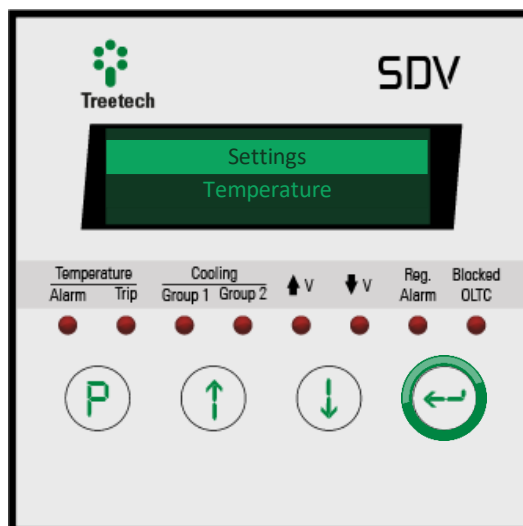 Treetech
SDV
Settings
Temperature
Temperature Cooling V V Reg. Blocked
Alarm Trip Group 1 Group 2 Alarm OLTC
P